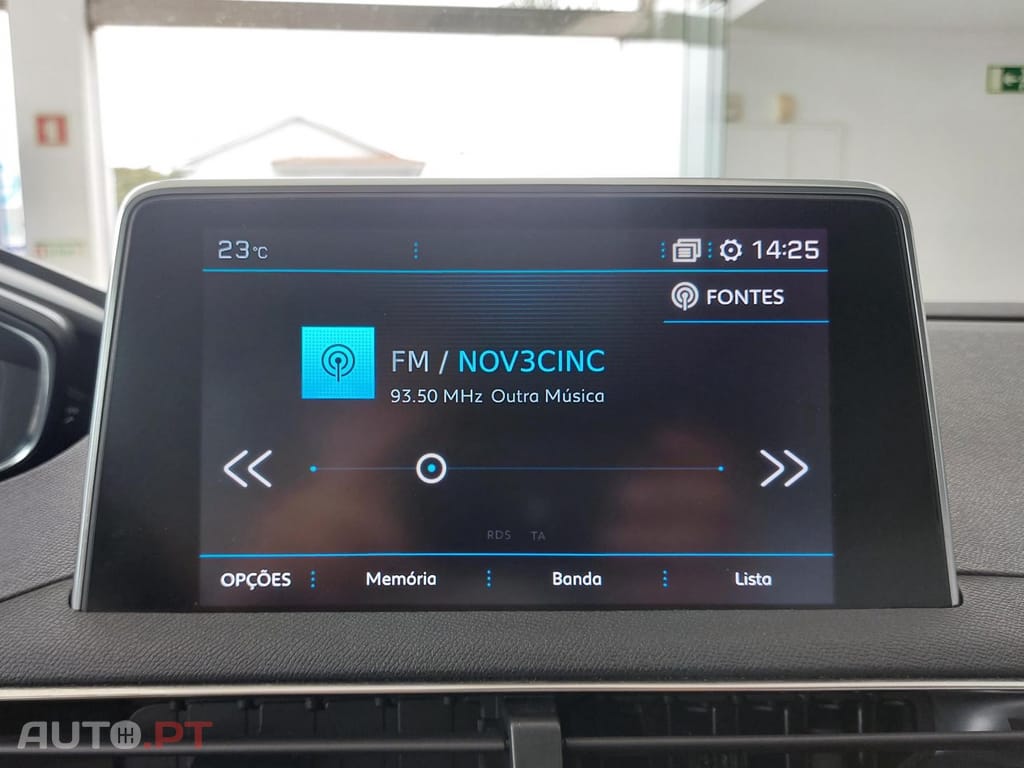 23°C
14:25
FONTES
FM / NOV3CINC
93.50 MHz Outra Música
RDS TA
OPÇÕES Memória Banda Lista
AUTO.PT